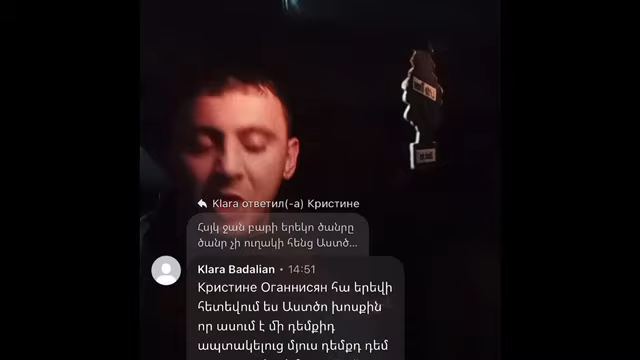 Klara ответил(-а) Кристине
Հսյկ ջան բարի երեկո ծանրը
ծանր չի ուղակի հենց Աստծ...
Klara Badalian • 14:51
Кристине Оганнисян հա երեվի
հետեվում ես Աստծո խոսքին
որ ասում է մի դեմքիդ
ապտակելուց մյուս դեմքդ դեմ